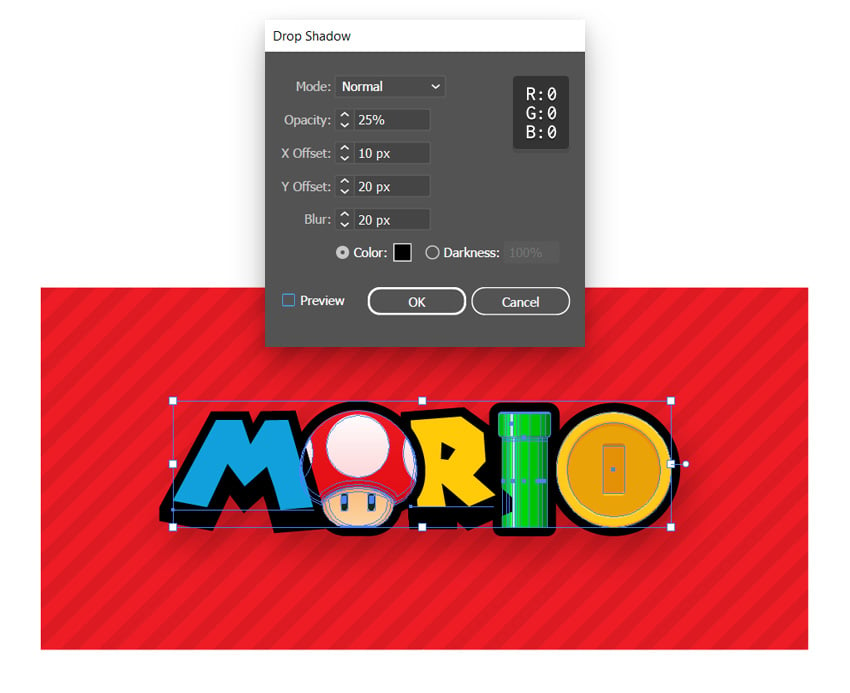 Drop Shadow
Mode: Normal
R:0
G:0
B:0
Opacity: 25%
X Offset: 10 px
Y Offset: 20 px
Blur: 20 px
Color: Darkness: 100%
Preview OK Cancel
M RI